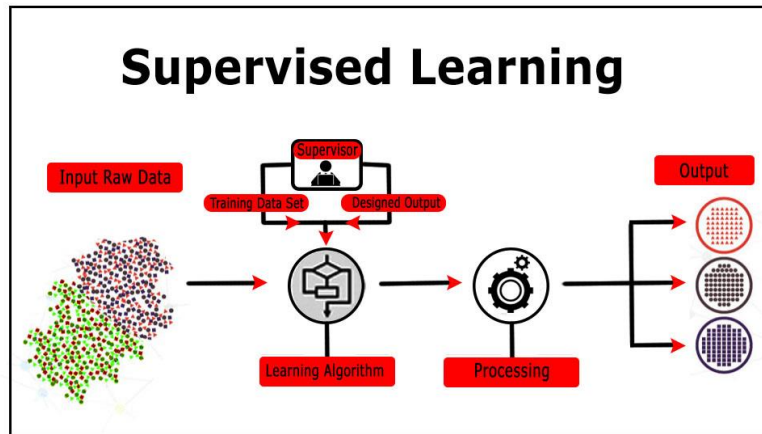 Supervised Learning
Supervisor
Input Raw Data
Output
Training Data Set
Designed Output
Learning Algorithm
Processing